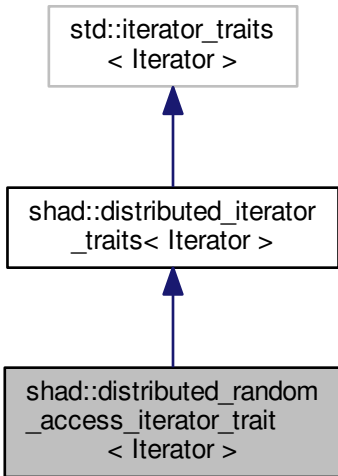 std::iterator_traits
< Iterator >
shad::distributed_iterator
_traits< Iterator >
shad::distributed_random
_access_iterator_trait
< Iterator >